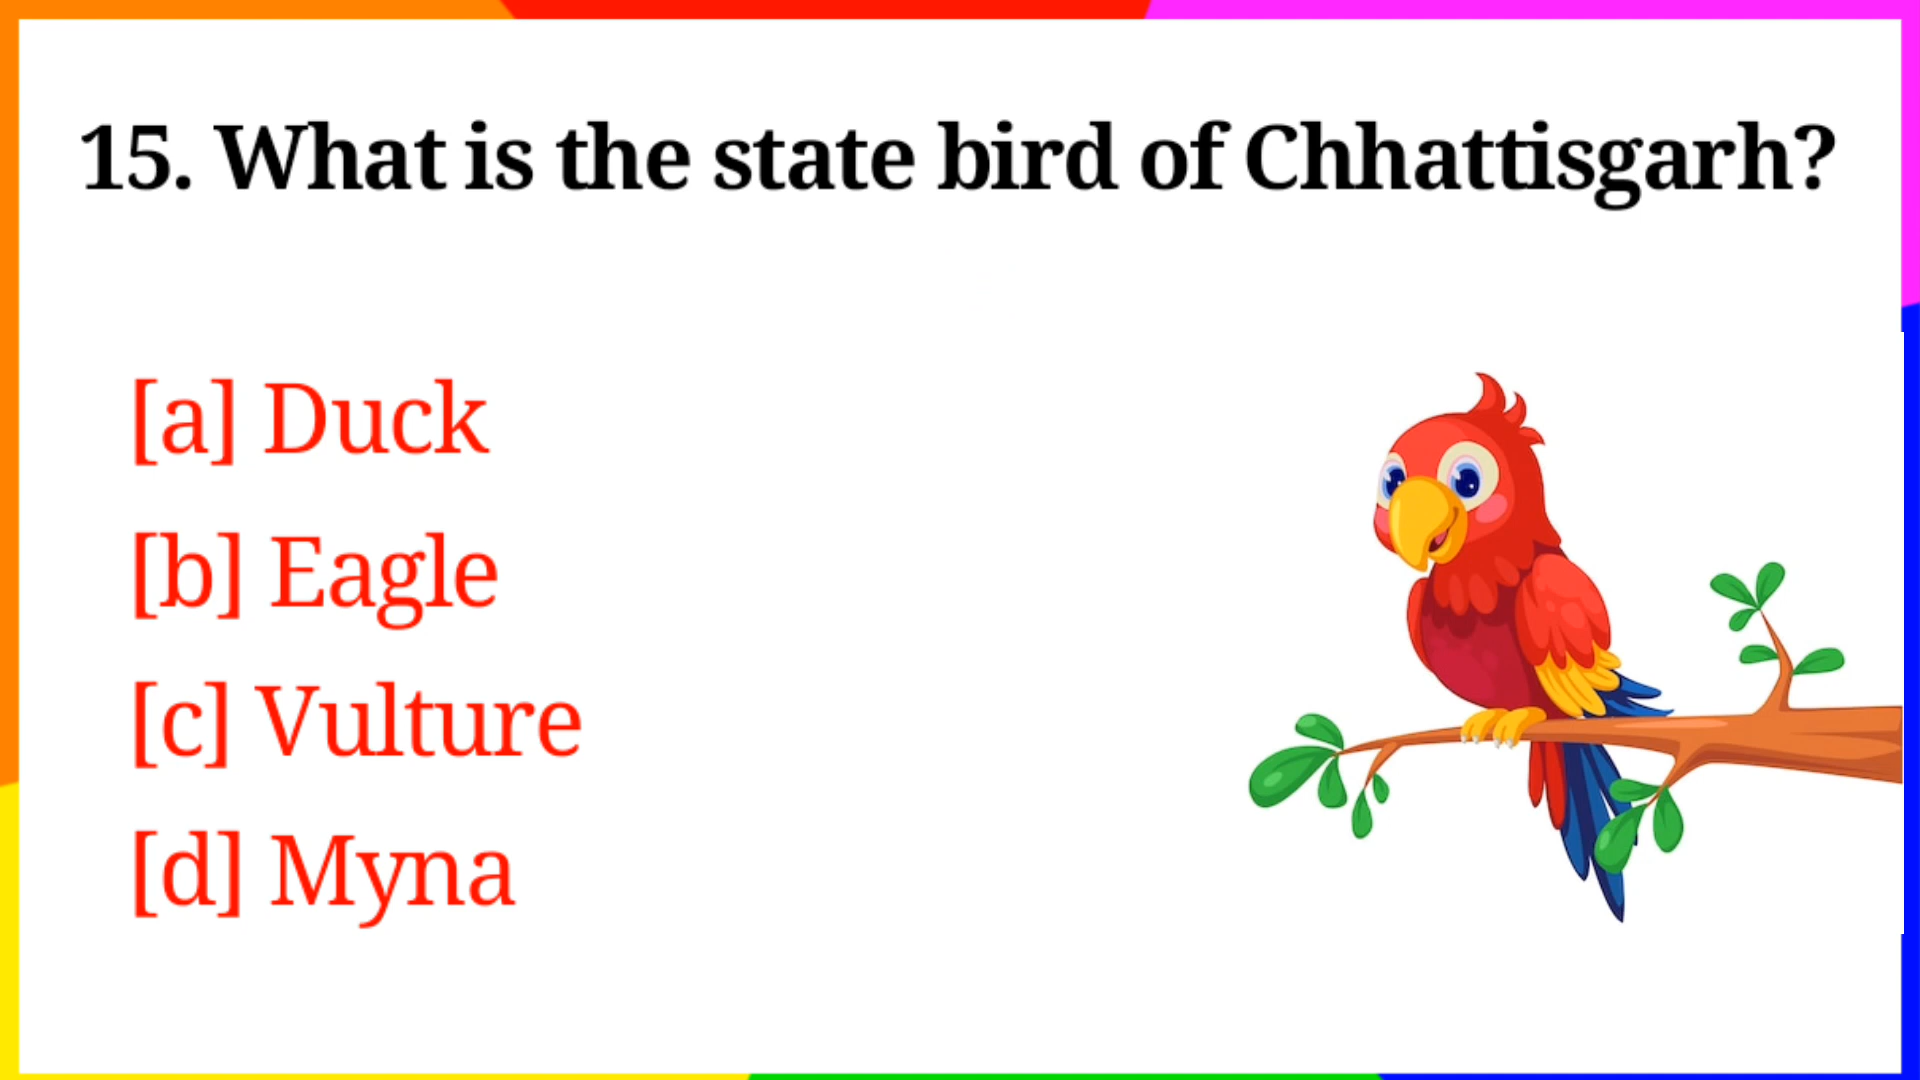 15. What is the state bird of Chhattisgarh?
[a] Duck
[b] Eagle
[c] Vulture
[d] Myna